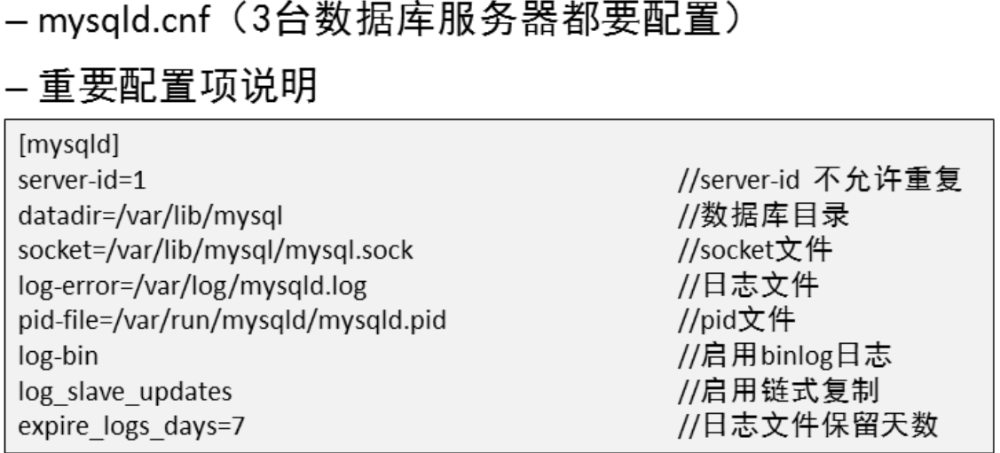 – mysqld.cnf（3台数据库服务器都要配置）
– 重要配置项说明
[mysqld]
server-id=1 //server-id 不允许重复
datadir=/var/lib/mysql //数据库目录
socket=/var/lib/mysql/mysql.sock //socket文件
log-error=/var/log/mysqld.log //日志文件
pid-file=/var/run/mysqld/mysqld.pid //pid文件
log-bin //启用binlog日志
log_slave_updates //启用链式复制
expire_logs_days=7 //日志文件保留天数